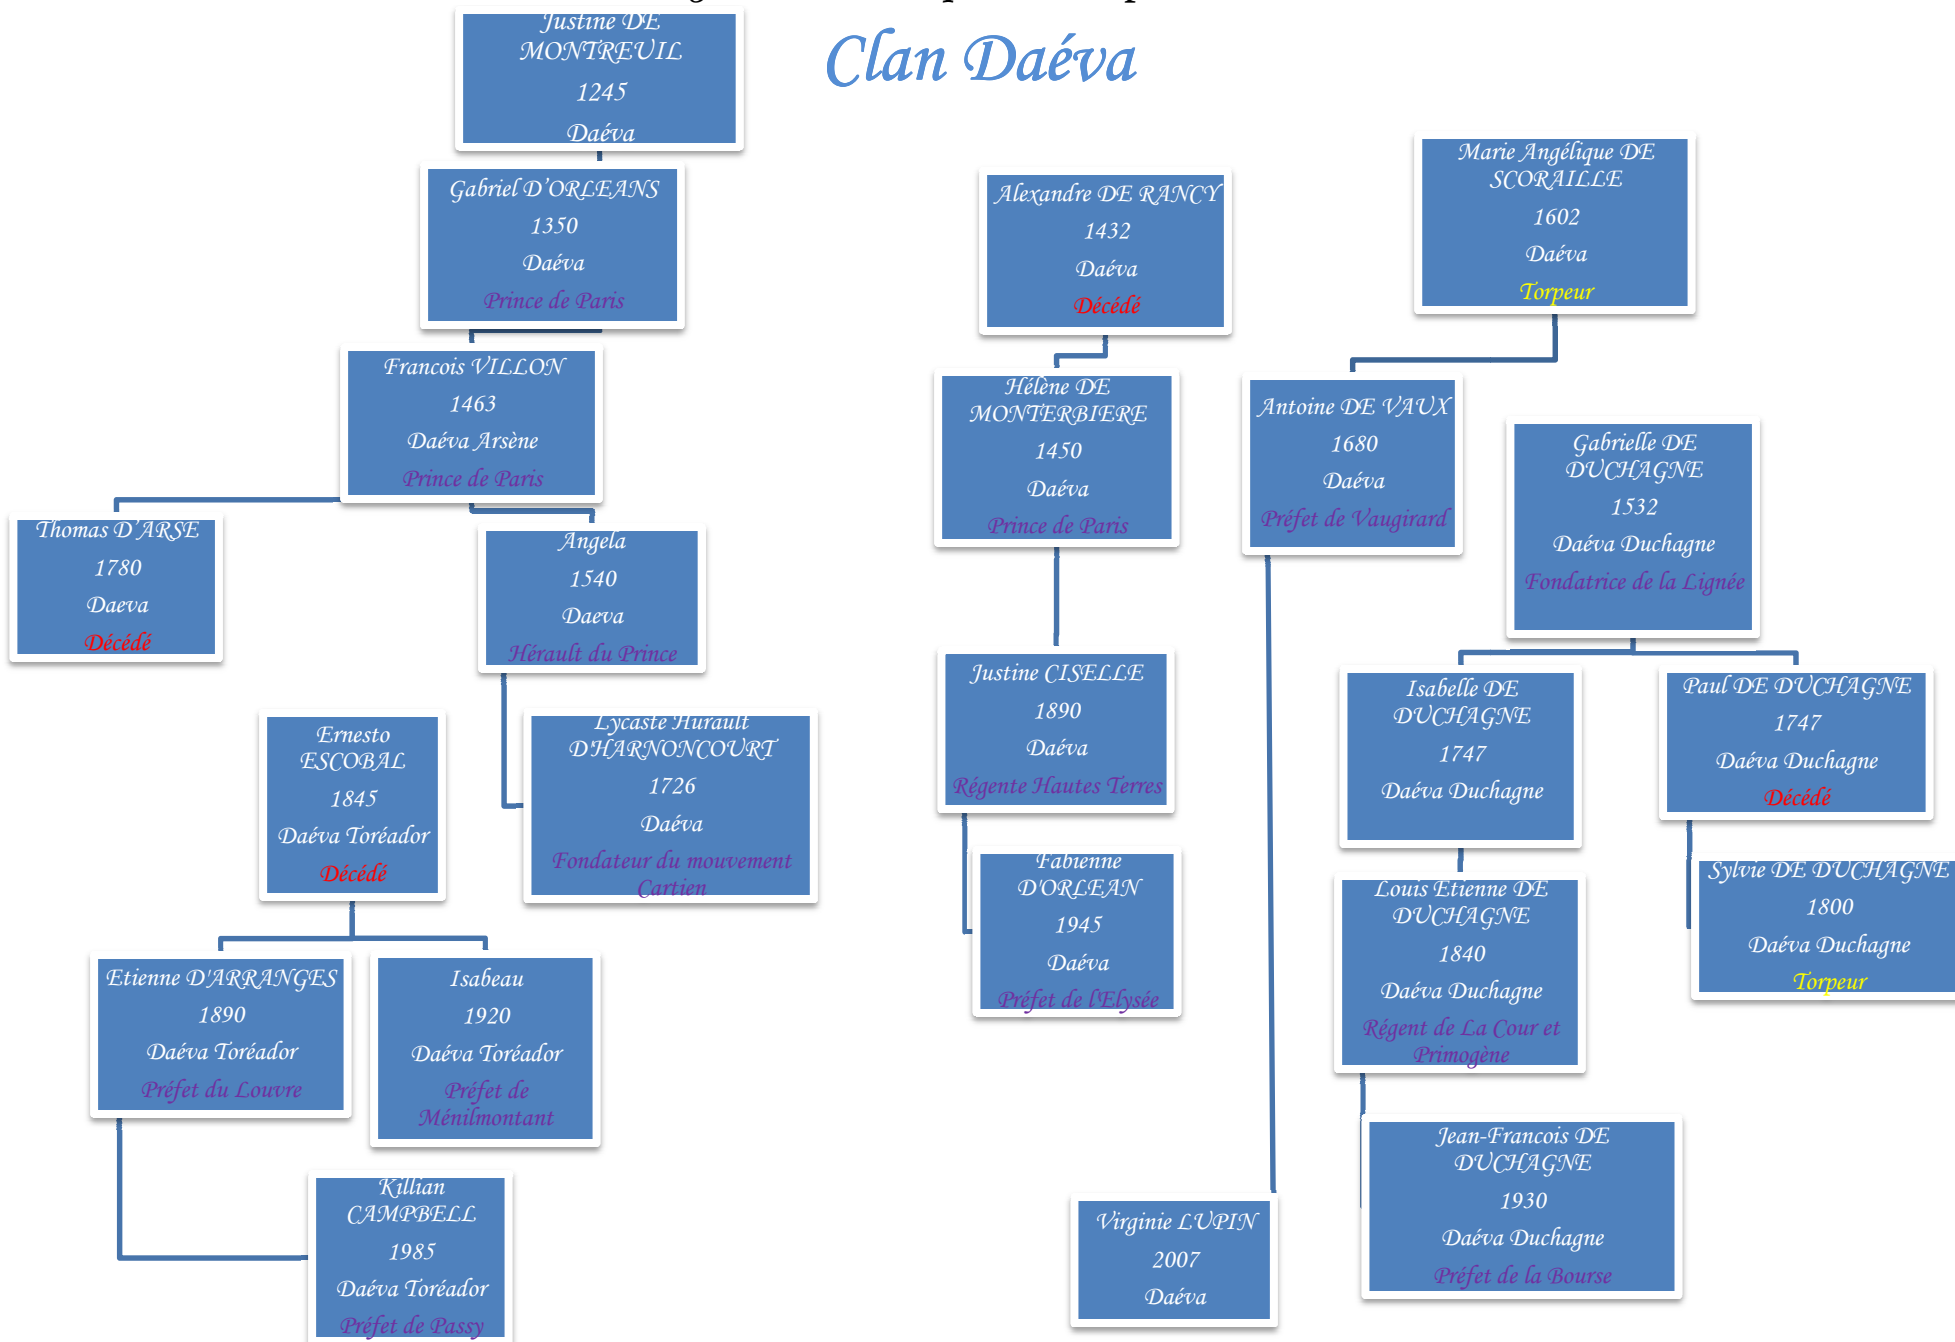 Clan Daéva
Justine DE
MONTREUIL
1245
Daéva
Gabriel D'ORLEANS
1350
Daéva
Prince de Paris
Francois VILLON
1463
Daéva Arsène
Prince de Paris
Thomas D'ARSE
1780
Daeva
Décédé
Angela
1540
Daeva
Hérault du Prince
Lycaste Hurault
D'HARNONCOURT
1726
Daéva
Fondateur du mouvement
Cartien
Ernesto
ESCOBAL
1845
Daéva Toréador
Décédé
Etienne D'ARRANGES
1890
Daéva Toréador
Préfet du Louvre
Isabeau
1920
Daéva Toréador
Préfet de
Ménilmontant
Killian
CAMPBELL
1985
Daéva Toréador
Préfet de Passy
Alexandre DE RANCY
1432
Daéva
Décédé
Hélène DE
MONTERBIERE
1450
Daéva
Prince de Paris
Justine CISELLE
1890
Daéva
Régente Hautes Terres
Fabienne
D'ORLEAN
1945
Daéva
Préfet de l'Elysée
Marie Angélique DE
SCORAILLE
1602
Daéva
Torpeur
Antoine DE VAUX
1680
Daéva
Préfet de Vaugirard
Virginie LUPIN
2007
Daéva
Gabrielle DE
DUCHAGNE
1532
Daéva Duchagne
Fondatrice de la Lignée
Isabelle DE
DUCHAGNE
1747
Daéva Duchagne
Paul DE DUCHAGNE
1747
Daéva Duchagne
Décédé
Louis Etienne DE
DUCHAGNE
1840
Daéva Duchagne
Régent de La Cour et
Primogène
Sylvie DE DUCHAGNE
1800
Daéva Duchagne
Torpeur
Jean-Francois DE
DUCHAGNE
1930
Daéva Duchagne
Préfet de la Bourse